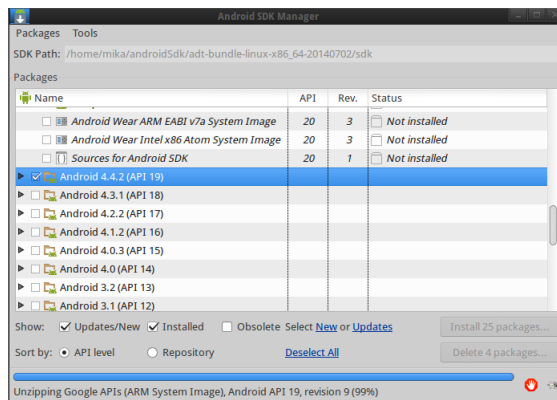 Android SDK Manager
Packages Tools
SDK Path: /home/mika/androidSdk/adt-bundle-linux-x86_64-20140702/sdk
Packages
Name API Rev. Status
Android Wear ARM EABI v7a System Image 20 3 Not installed
Android Wear Intel x86 Atom System Image 20 3 Not installed
Sources for Android SDK 20 1 Not installed
Android 4.4.2 (API 19)
Android 4.3.1 (API 18)
Android 4.2.2 (API 17)
Android 4.1.2 (API 16)
Android 4.0.3 (API 15)
Android 4.0 (API 14)
Android 3.2 (API 13)
Android 3.1 (API 12)
Show: Updates/New Installed Obsolete Select New or Updates Install 25 packages...
Sort by: API level Repository Deselect All Delete 4 packages...
Unzipping Google APIs (ARM System Image), Android API 19, revision 9 (99%)